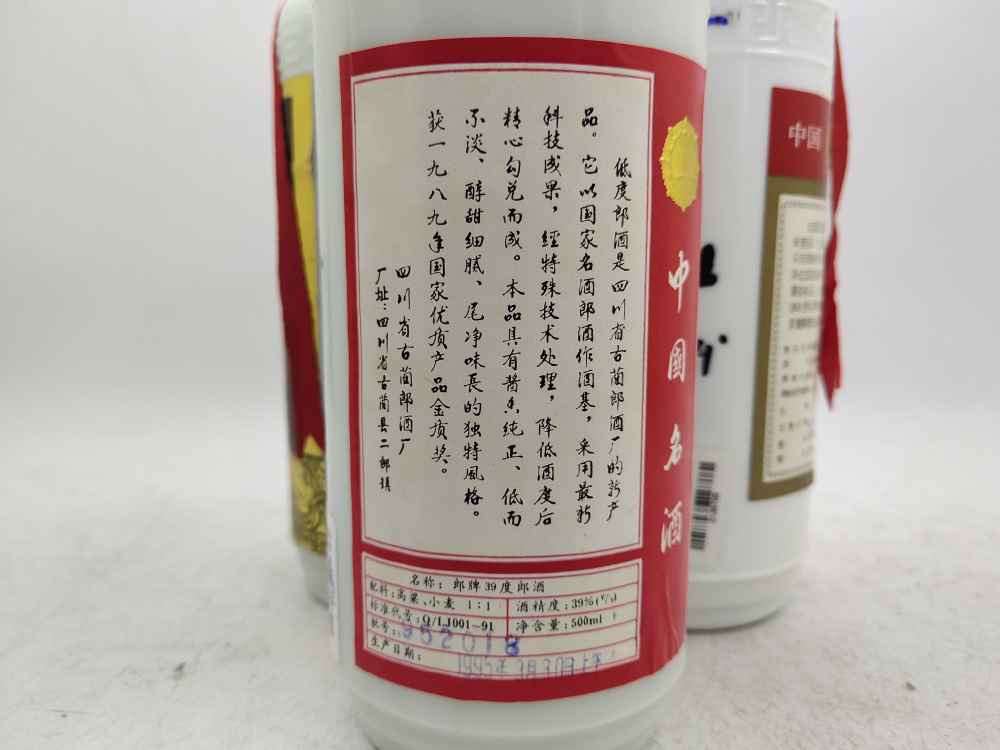 低度郎酒是四川省古蔺郎酒厂的新产
品。它以国家名酒郎酒作酒基，采用最新
科技成果，经特殊技术处理，降低酒度后
精心勾兑而成。本品具有酱香纯正、低而
不淡、醇甜细腻、尾净味長的独特風格。
获一九八九年国家优质产品金质奖。
四川省古蔺郎酒厂
厂址：四川省古蔺县二郎镇
中国名酒
名称：郎牌39度郎酒
配料：高粱、小麦 1：1
酒精度：39%(V/
标准代号：Q/LJ001-91
净含量：500ml
批号：952018
生产日期：1995年
中国